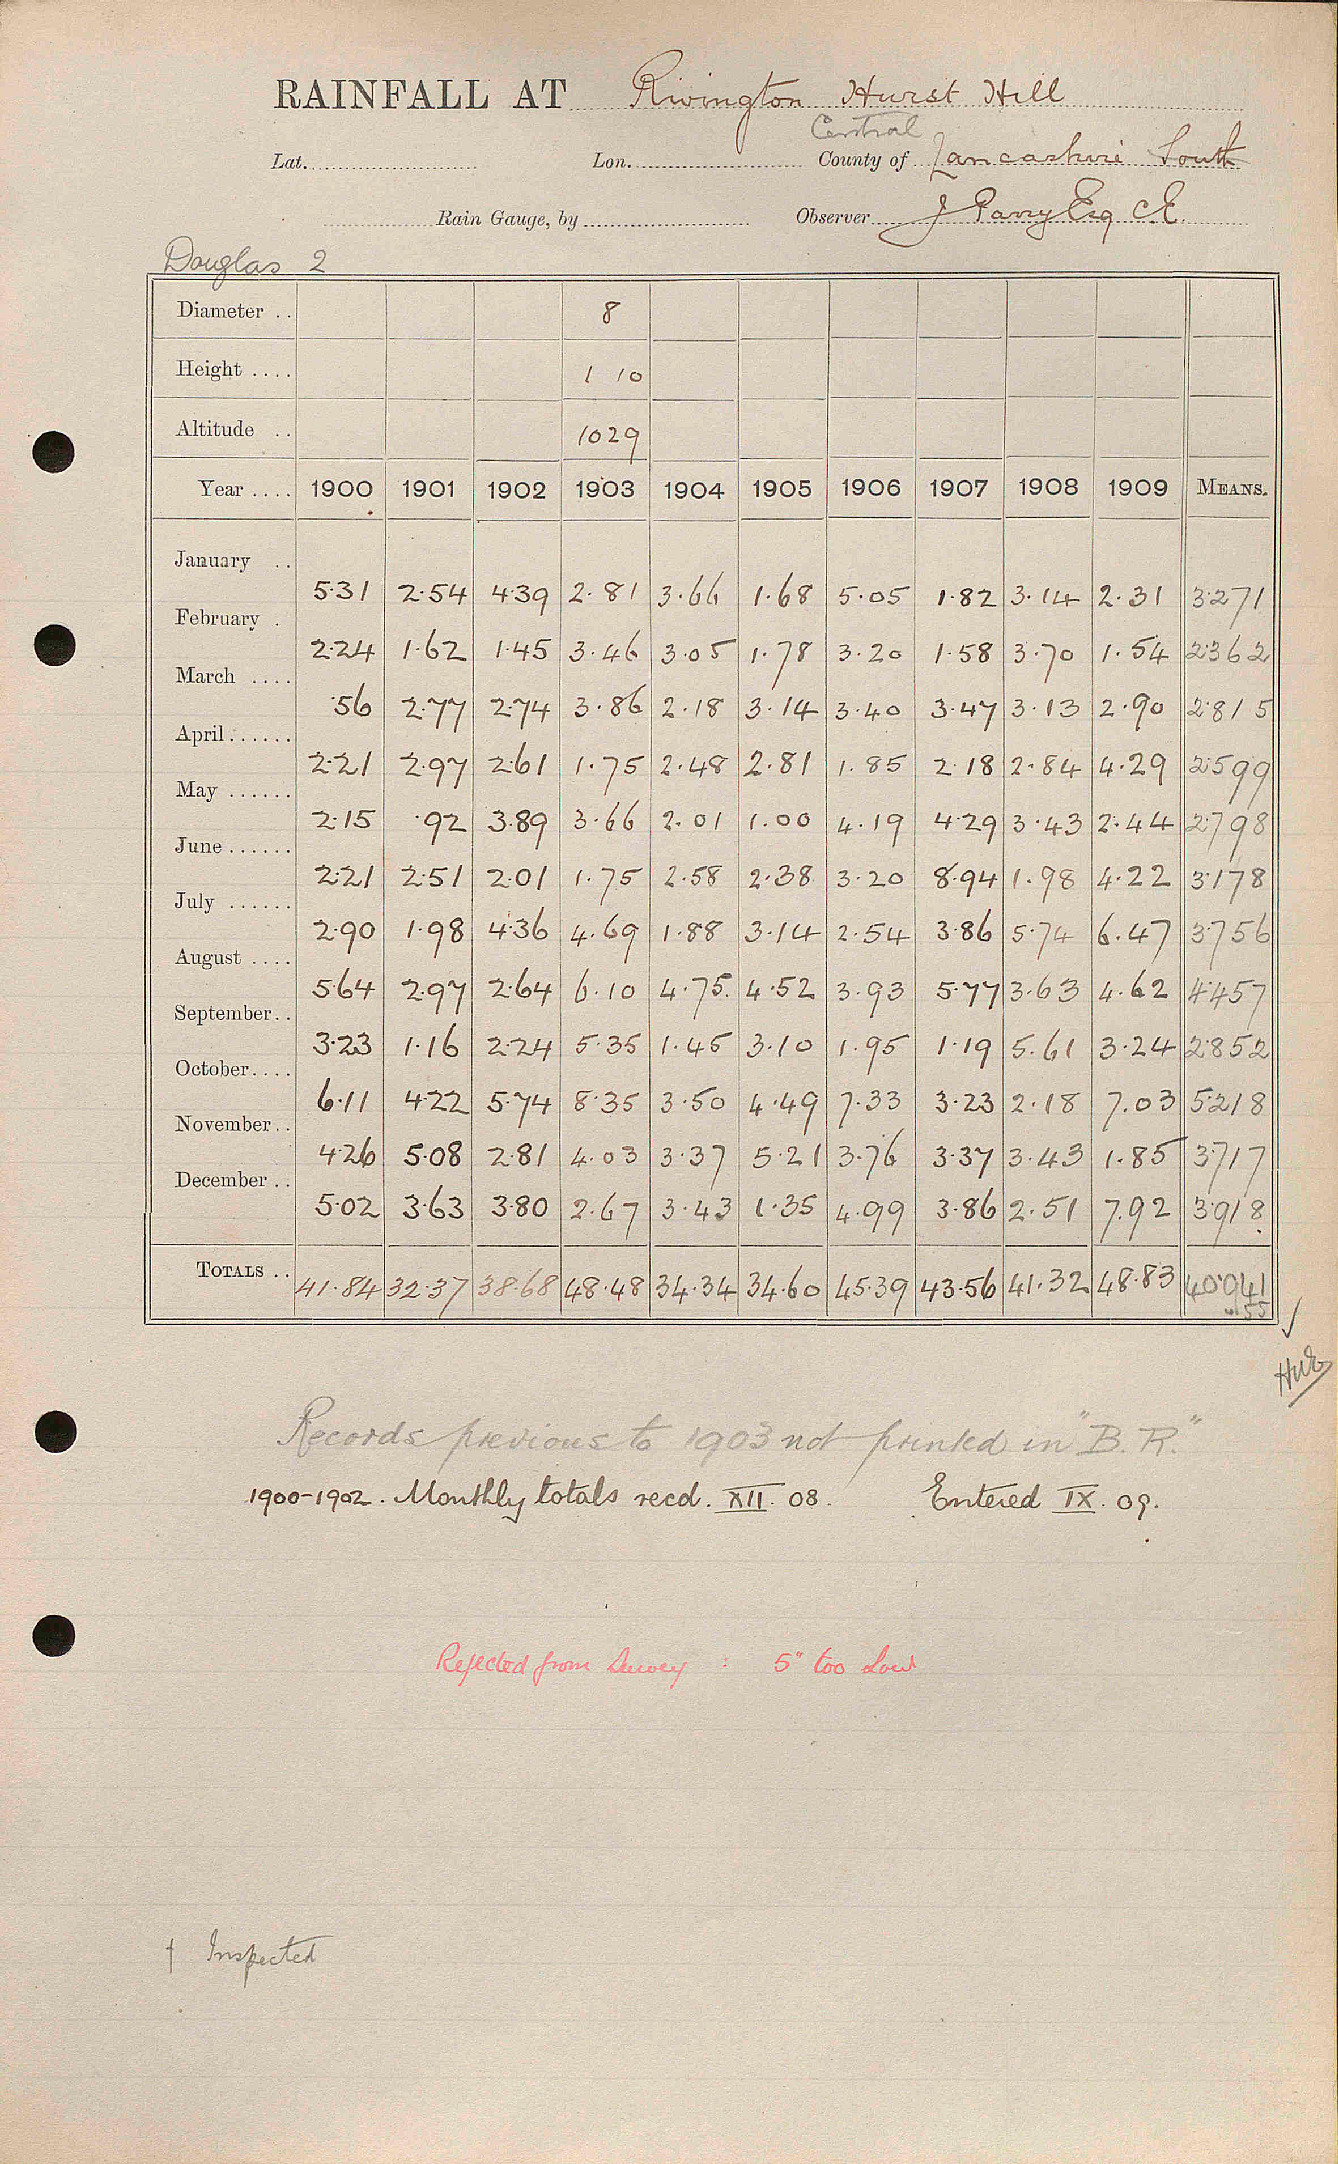 RAINFALL AT Rivington Hurst Hill
Central
Lat. Lon. County of Lancashire South
Rain Gauge, by Observer J Parry Esq CE.
Douglas 2
Diameter .. 8
Height .... 1 10
Altitude .. 1029
Year .... 1900 1901 1902 1903 1904 1905 1906 1907 1908 1909 MEANS.
January .. 5.31 2.54 4.39 2.81 3.66 1.68 5.05 1.82 3.14 2.31 3.271
February . 2.24 1.62 1.45 3.46 3.05 1.78 3.20 1.58 3.70 1.54 2.362
March .... .56 2.77 2.74 3.86 2.18 3.14 3.40 3.47 3.13 2.90 2.815
April...... 2.21 2.97 2.61 1.75 2.48 2.81 1.85 2.18 2.84 4.29 2.599
May ...... 2.15 .92 3.89 3.66 2.01 1.00 4.19 4.29 3.43 2.44 2.798
June ...... 2.21 2.51 2.01 1.75 2.58 2.38 3.20 8.94 1.98 4.22 3.178
July ...... 2.90 1.98 4.36 4.69 1.88 3.14 2.54 3.86 5.74 6.47 3.756
August .... 5.64 2.97 2.64 6.10 4.75 4.52 3.93 5.77 3.63 4.62 4.457
September.. 3.23 1.16 2.24 5.35 1.45 3.10 1.95 1.19 5.61 3.24 2.852
October.... 6.11 4.22 5.74 8.35 3.50 4.49 7.33 3.23 2.18 7.03 5.218
November.. 4.26 5.08 2.81 4.03 3.37 5.21 3.76 3.37 3.43 1.85 3.717
December .. 5.02 3.63 3.80 2.67 3.43 1.35 4.99 3.86 2.51 7.92 3.918
TOTALS .. 41.84 32.37 38.68 48.48 34.34 34.60 45.39 43.56 41.32 48.83 40.941
Records previous to 1903 not printed in "B.R."
1900-1902. Monthly totals recd. XII. 08. Entered IX. 09.
Rejected from Survey : 5" too low
† Inspected